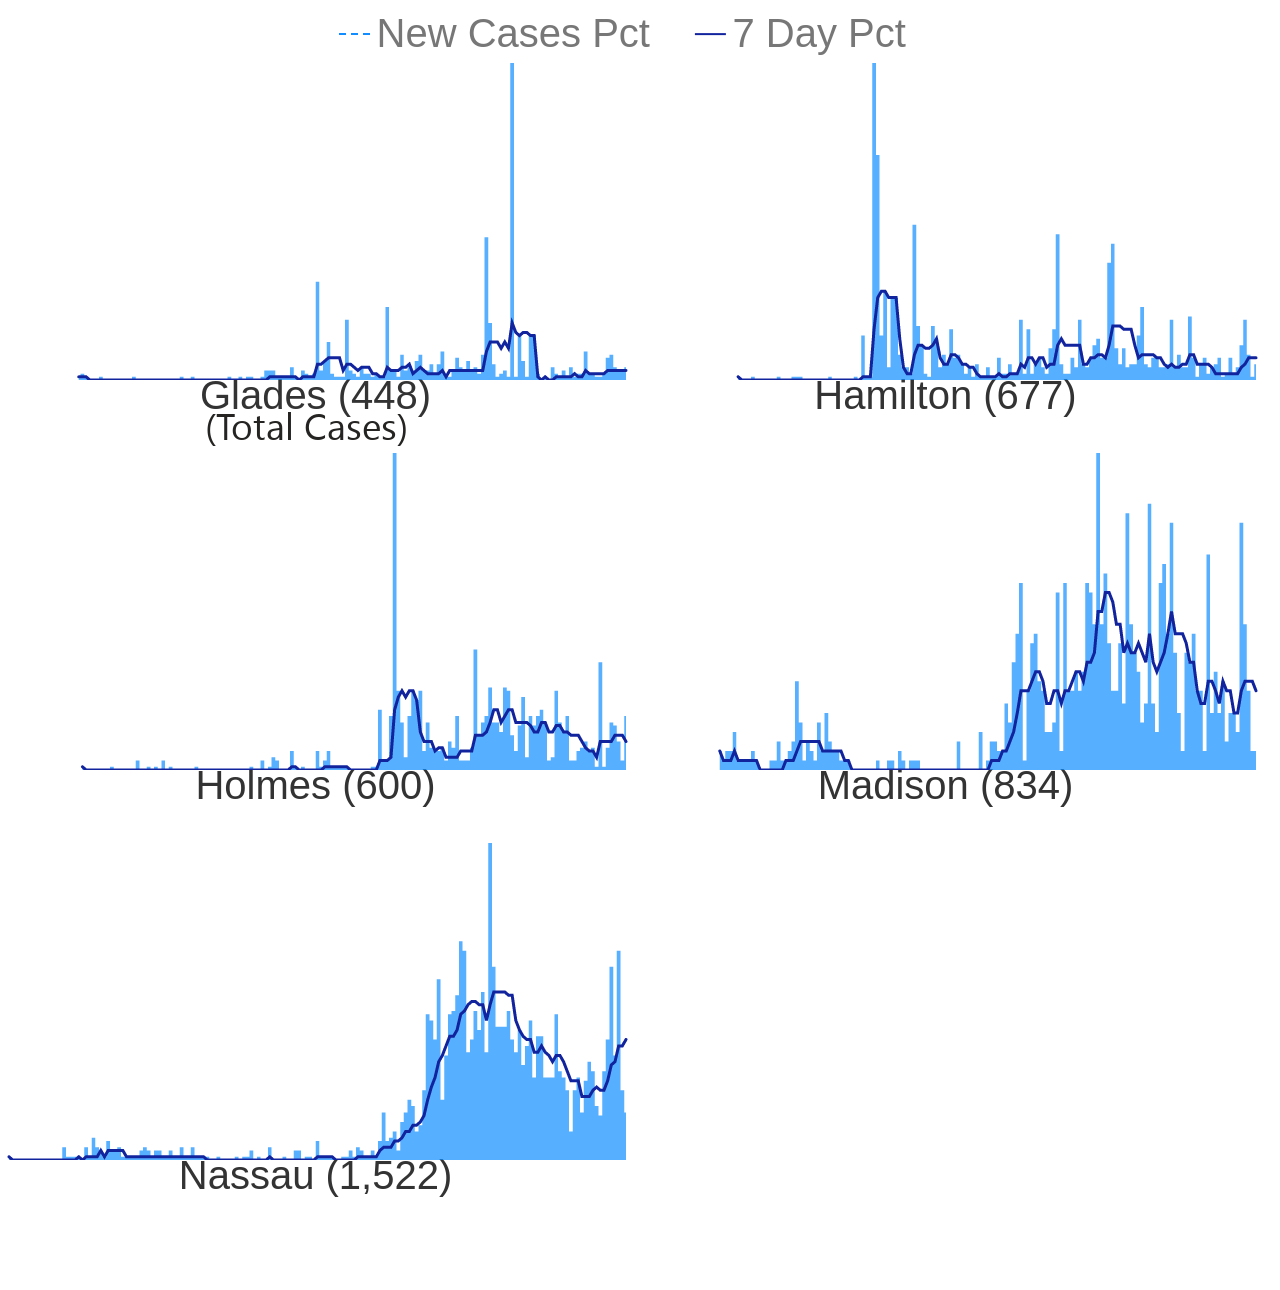 New Cases Pct 7 Day Pct
Glades (448) Hamilton (677)
(Total Cases)
Holmes (600) Madison (834)
Nassau (1,522)